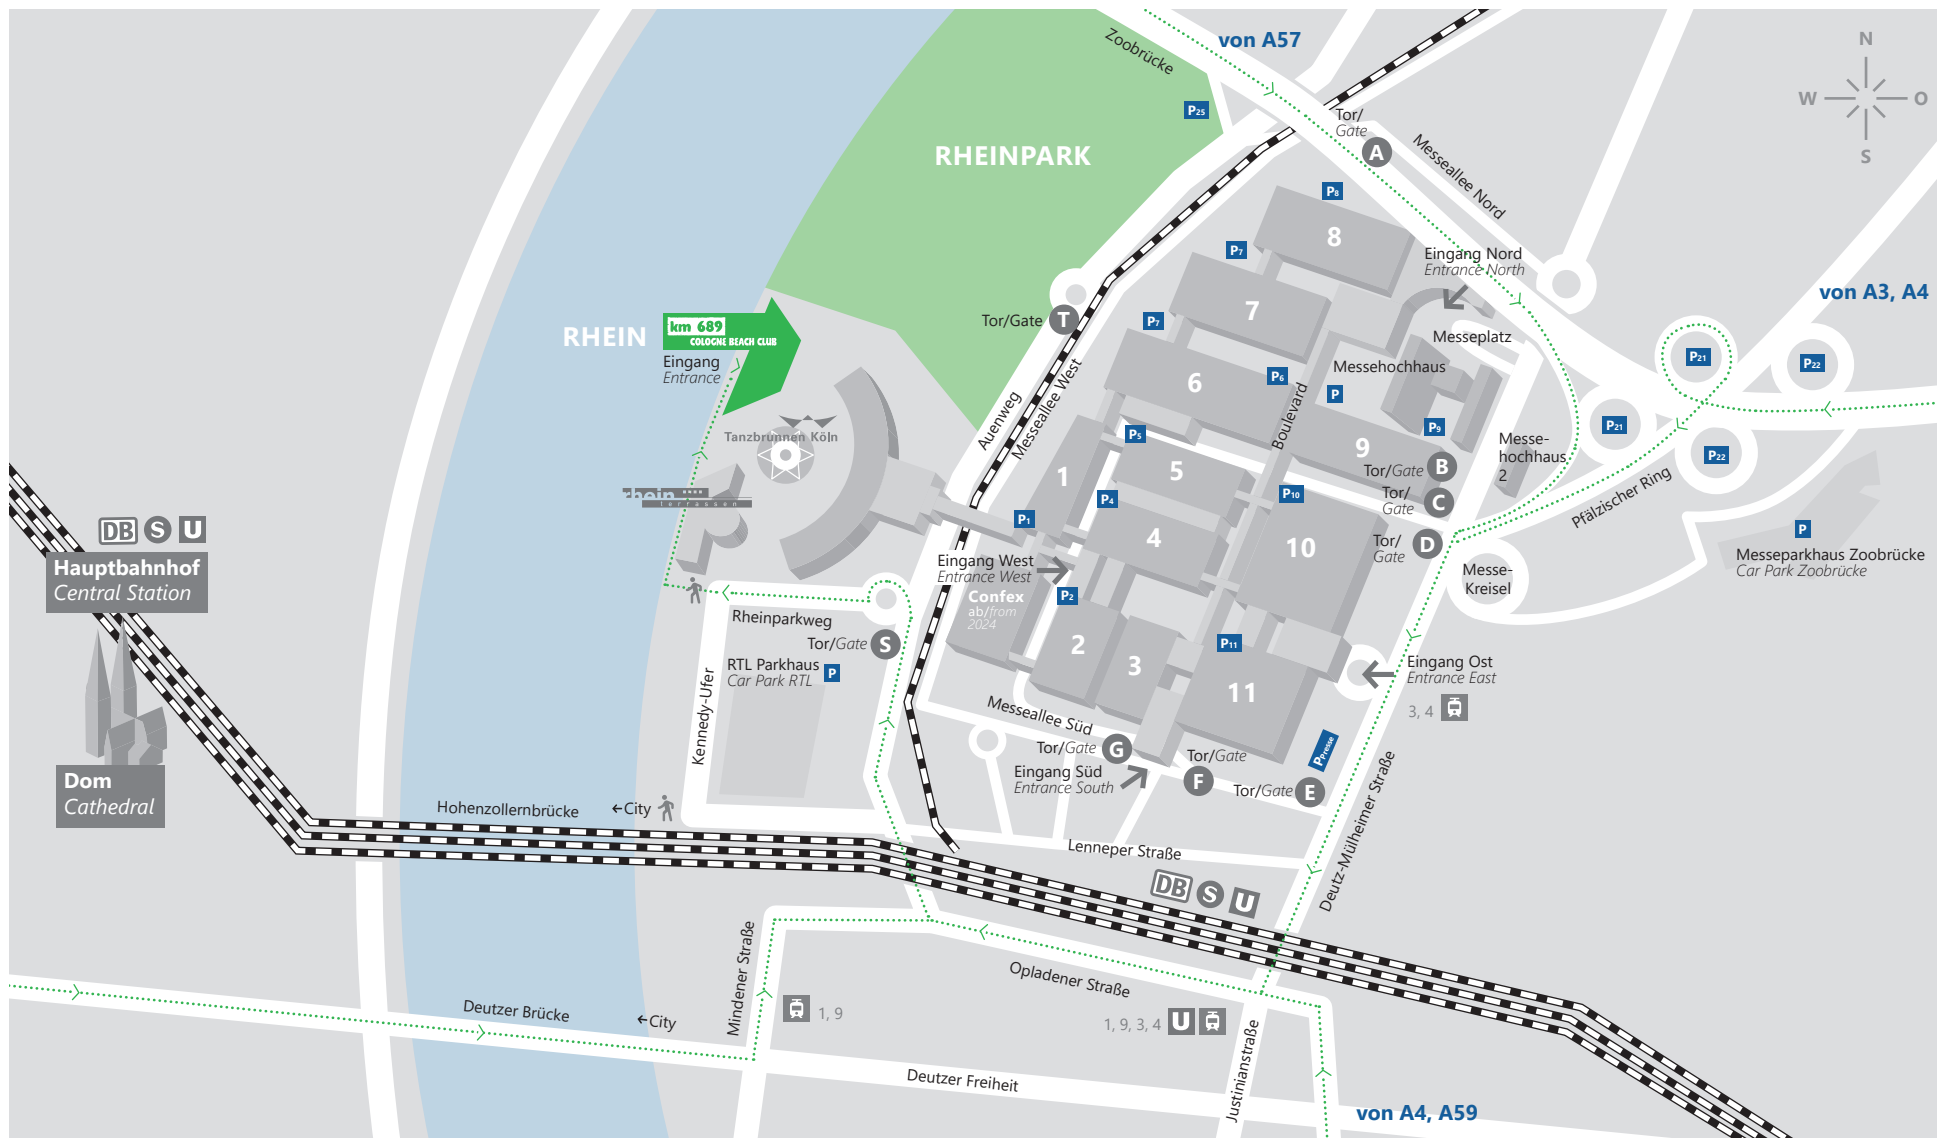 von A57
Zoobrücke
N
W
O
S
P25
Tor/
Gate
A
Messeallee Nord
RHEINPARK
P8
8
Eingang Nord
Entrance North
P7
7
von A3, A4
Tor/Gate
T
P7
RHEIN
km 689
COLOGNE BEACH CLUB
Eingang
Entrance
Messeplatz
Messehochhaus
P21
P22
6
P6
P
Auenweg
Messeallee West
Boulevard
P5
9
P9
P21
P22
Tanzbrunnen Köln
Messe-
hochhaus
2
1
5
Tor/Gate
B
rhein
terrassen
P4
P10
Tor/
Gate
C
Pfälzischer Ring
P1
4
10
Tor/
Gate
D
P
Messeparkhaus Zoobrücke
Car Park Zoobrücke
DB
S
U
Hauptbahnhof
Central Station
Eingang West
Entrance West
Confex
ab/from
2024
P2
Messe-
Kreisel
Rheinparkweg
Tor/Gate
S
2
3
P11
RTL Parkhaus
Car Park RTL
P
Eingang Ost
Entrance East
11
3, 4
Kennedy-Ufer
Messeallee Süd
Tor/Gate
G
Tor/Gate
F
PPresse
Eingang Süd
Entrance South
Tor/Gate
E
Dom
Cathedral
Hohenzollernbrücke
City
Lenneper Straße
Deutz-Mülheimer Straße
DB
S
U
Mindener Straße
Opladener Straße
Deutzer Brücke
City
1, 9
1, 9, 3, 4
U
Deutzer Freiheit
Justinianstraße
von A4, A59